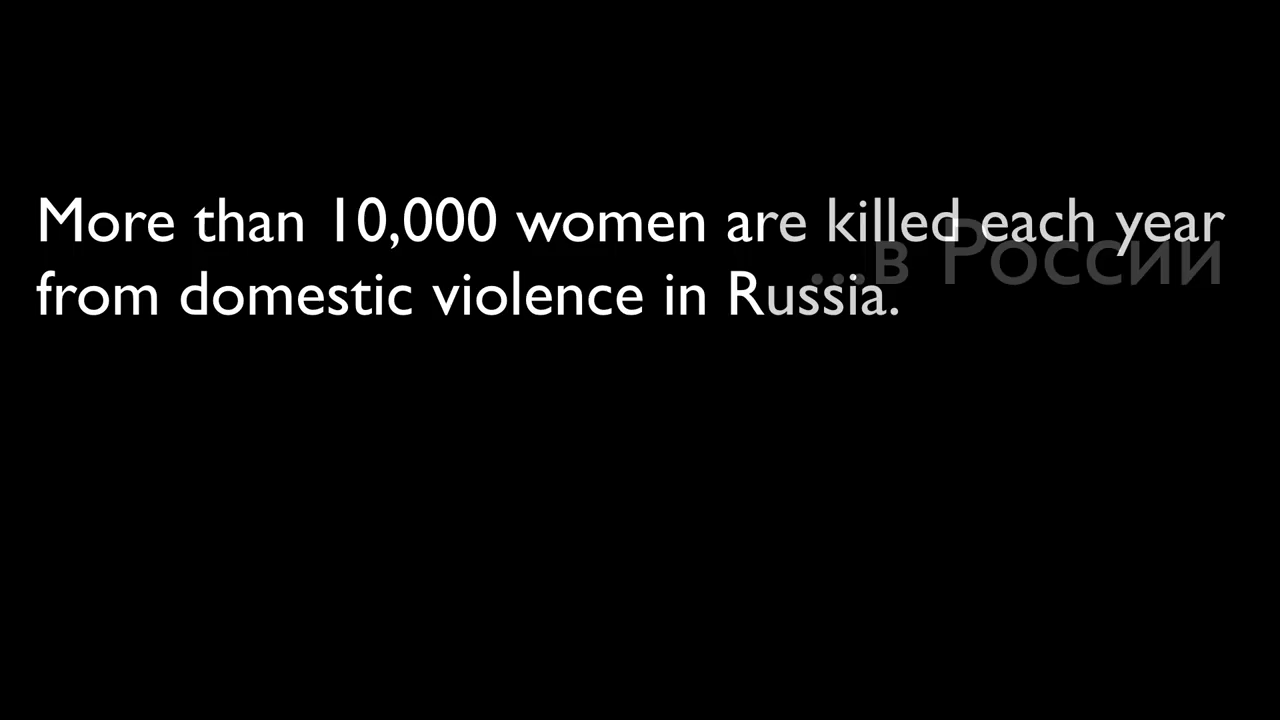 More than 10,000 women are killed each year
...в России
from domestic violence in Russia.